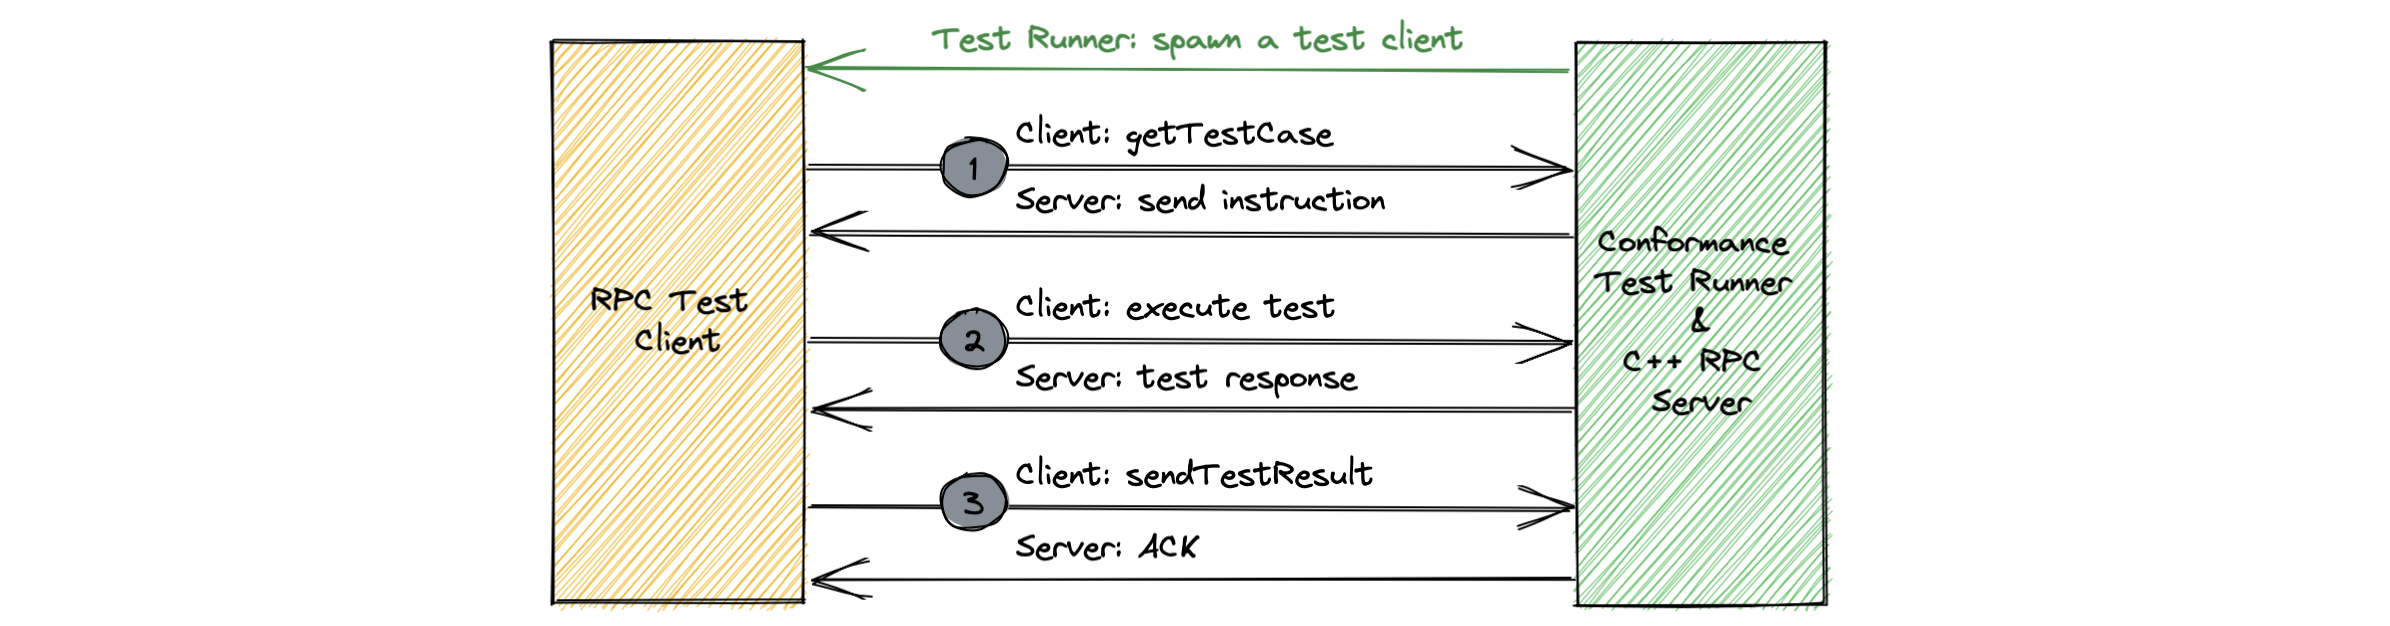 Test Runner: spawn a test client
1
Client: getTestCase
Server: send instruction
2
Client: execute test
Server: test response
3
Client: sendTestResult
Server: ACK
RPC Test
Client
Conformance
Test Runner
&
C++ RPC
Server